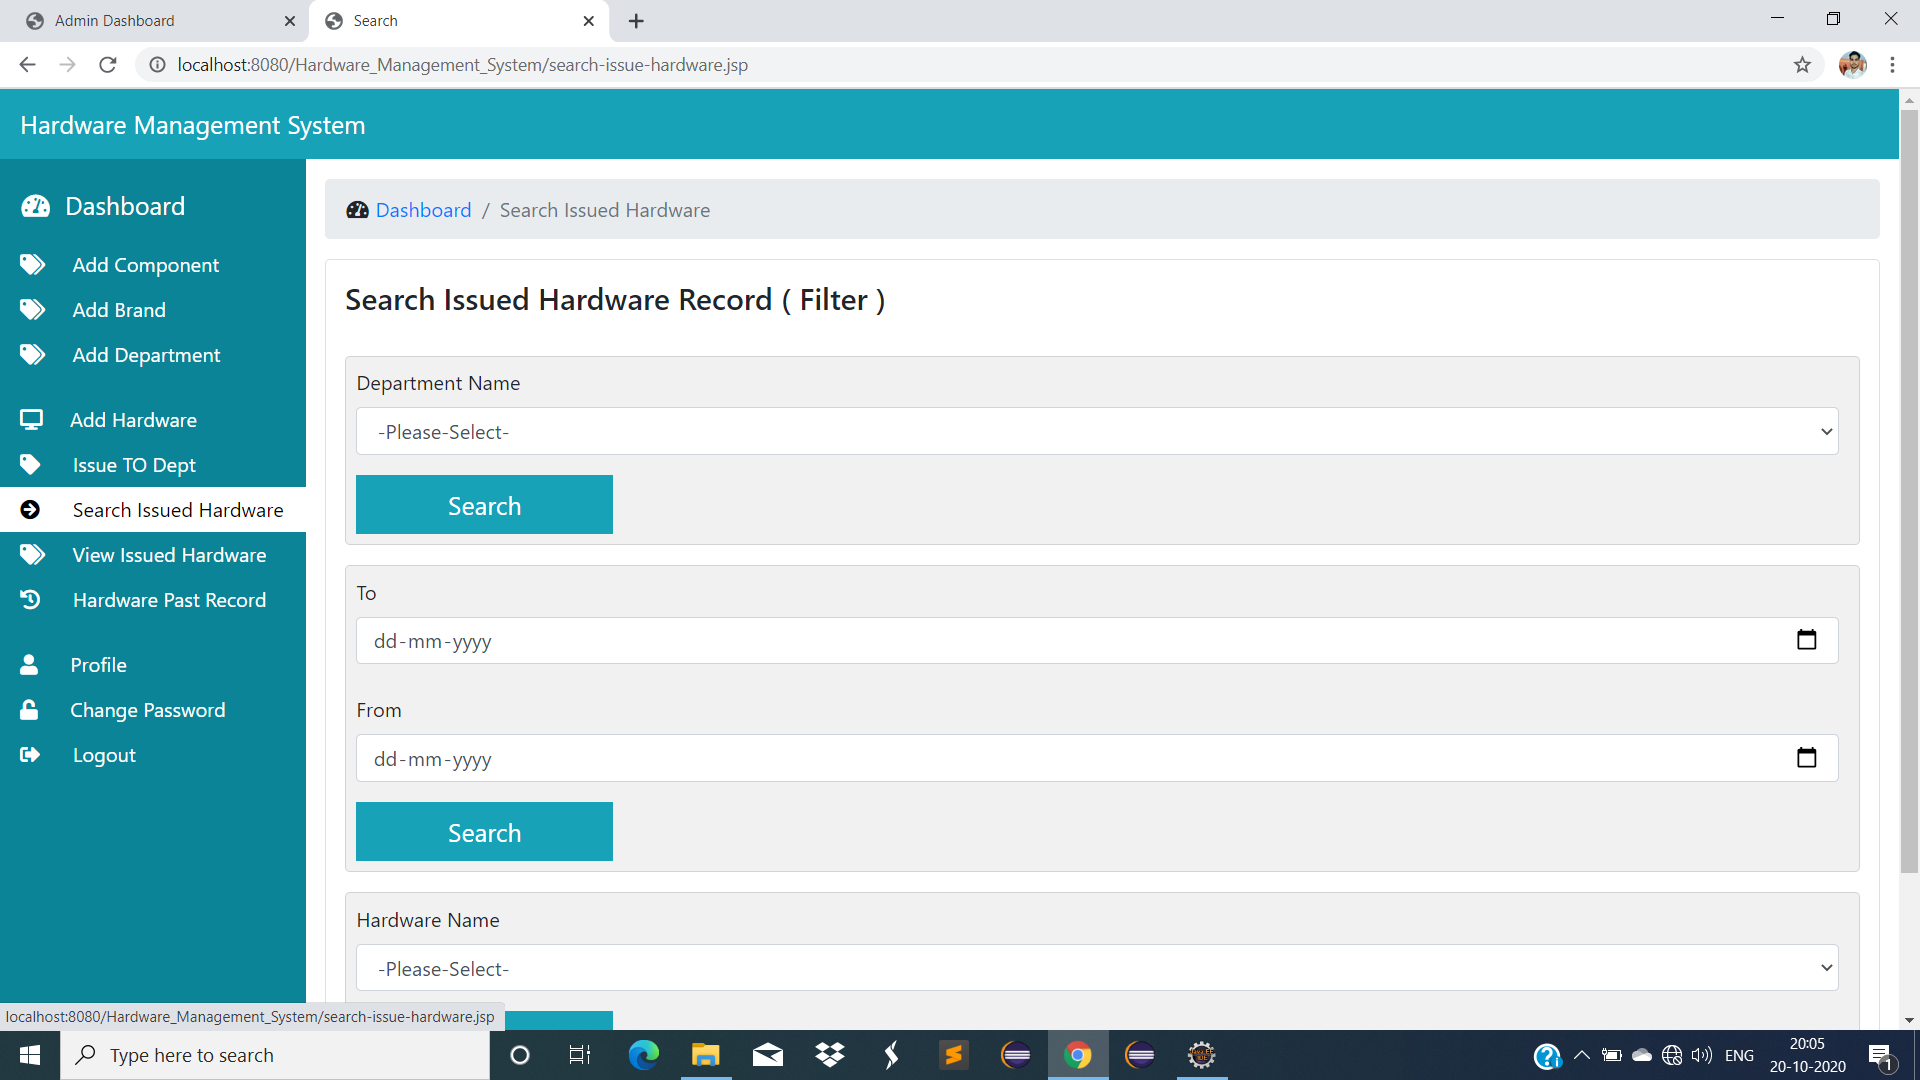 Admin Dashboard
Search
localhost:8080/Hardware_Management_System/search-issue-hardware.jsp
Hardware Management System
Dashboard
Add Component
Add Brand
Add Department
Add Hardware
Issue TO Dept
Search Issued Hardware
View Issued Hardware
Hardware Past Record
Profile
Change Password
Logout
Dashboard / Search Issued Hardware
Search Issued Hardware Record ( Filter )
Department Name
-Please-Select-
Search
To
dd-mm-yyyy
From
dd-mm-yyyy
Search
Hardware Name
-Please-Select-
localhost:8080/Hardware_Management_System/search-issue-hardware.jsp
Type here to search
ENG
20:05
20-10-2020
1